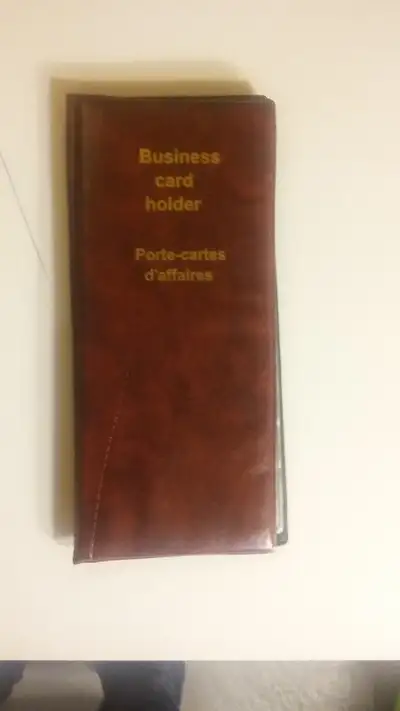 Business
card
holder
Porte-cartes
d'affaires